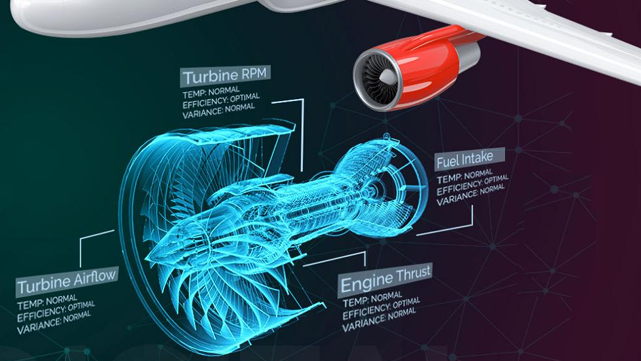 Turbine RPM
TEMP: NORMAL
EFFICIENCY: OPTIMAL
VARIANCE: NORMAL
Fuel Intake
TEMP: NORMAL
EFFICIENCY: OPTIMAL
VARIANCE: NORMAL
Turbine Airflow
TEMP: NORMAL
EFFICIENCY: OPTIMAL
VARIANCE: NORMAL
Engine Thrust
TEMP: NORMAL
EFFICIENCY: OPTIMAL
VARIANCE: NORMAL